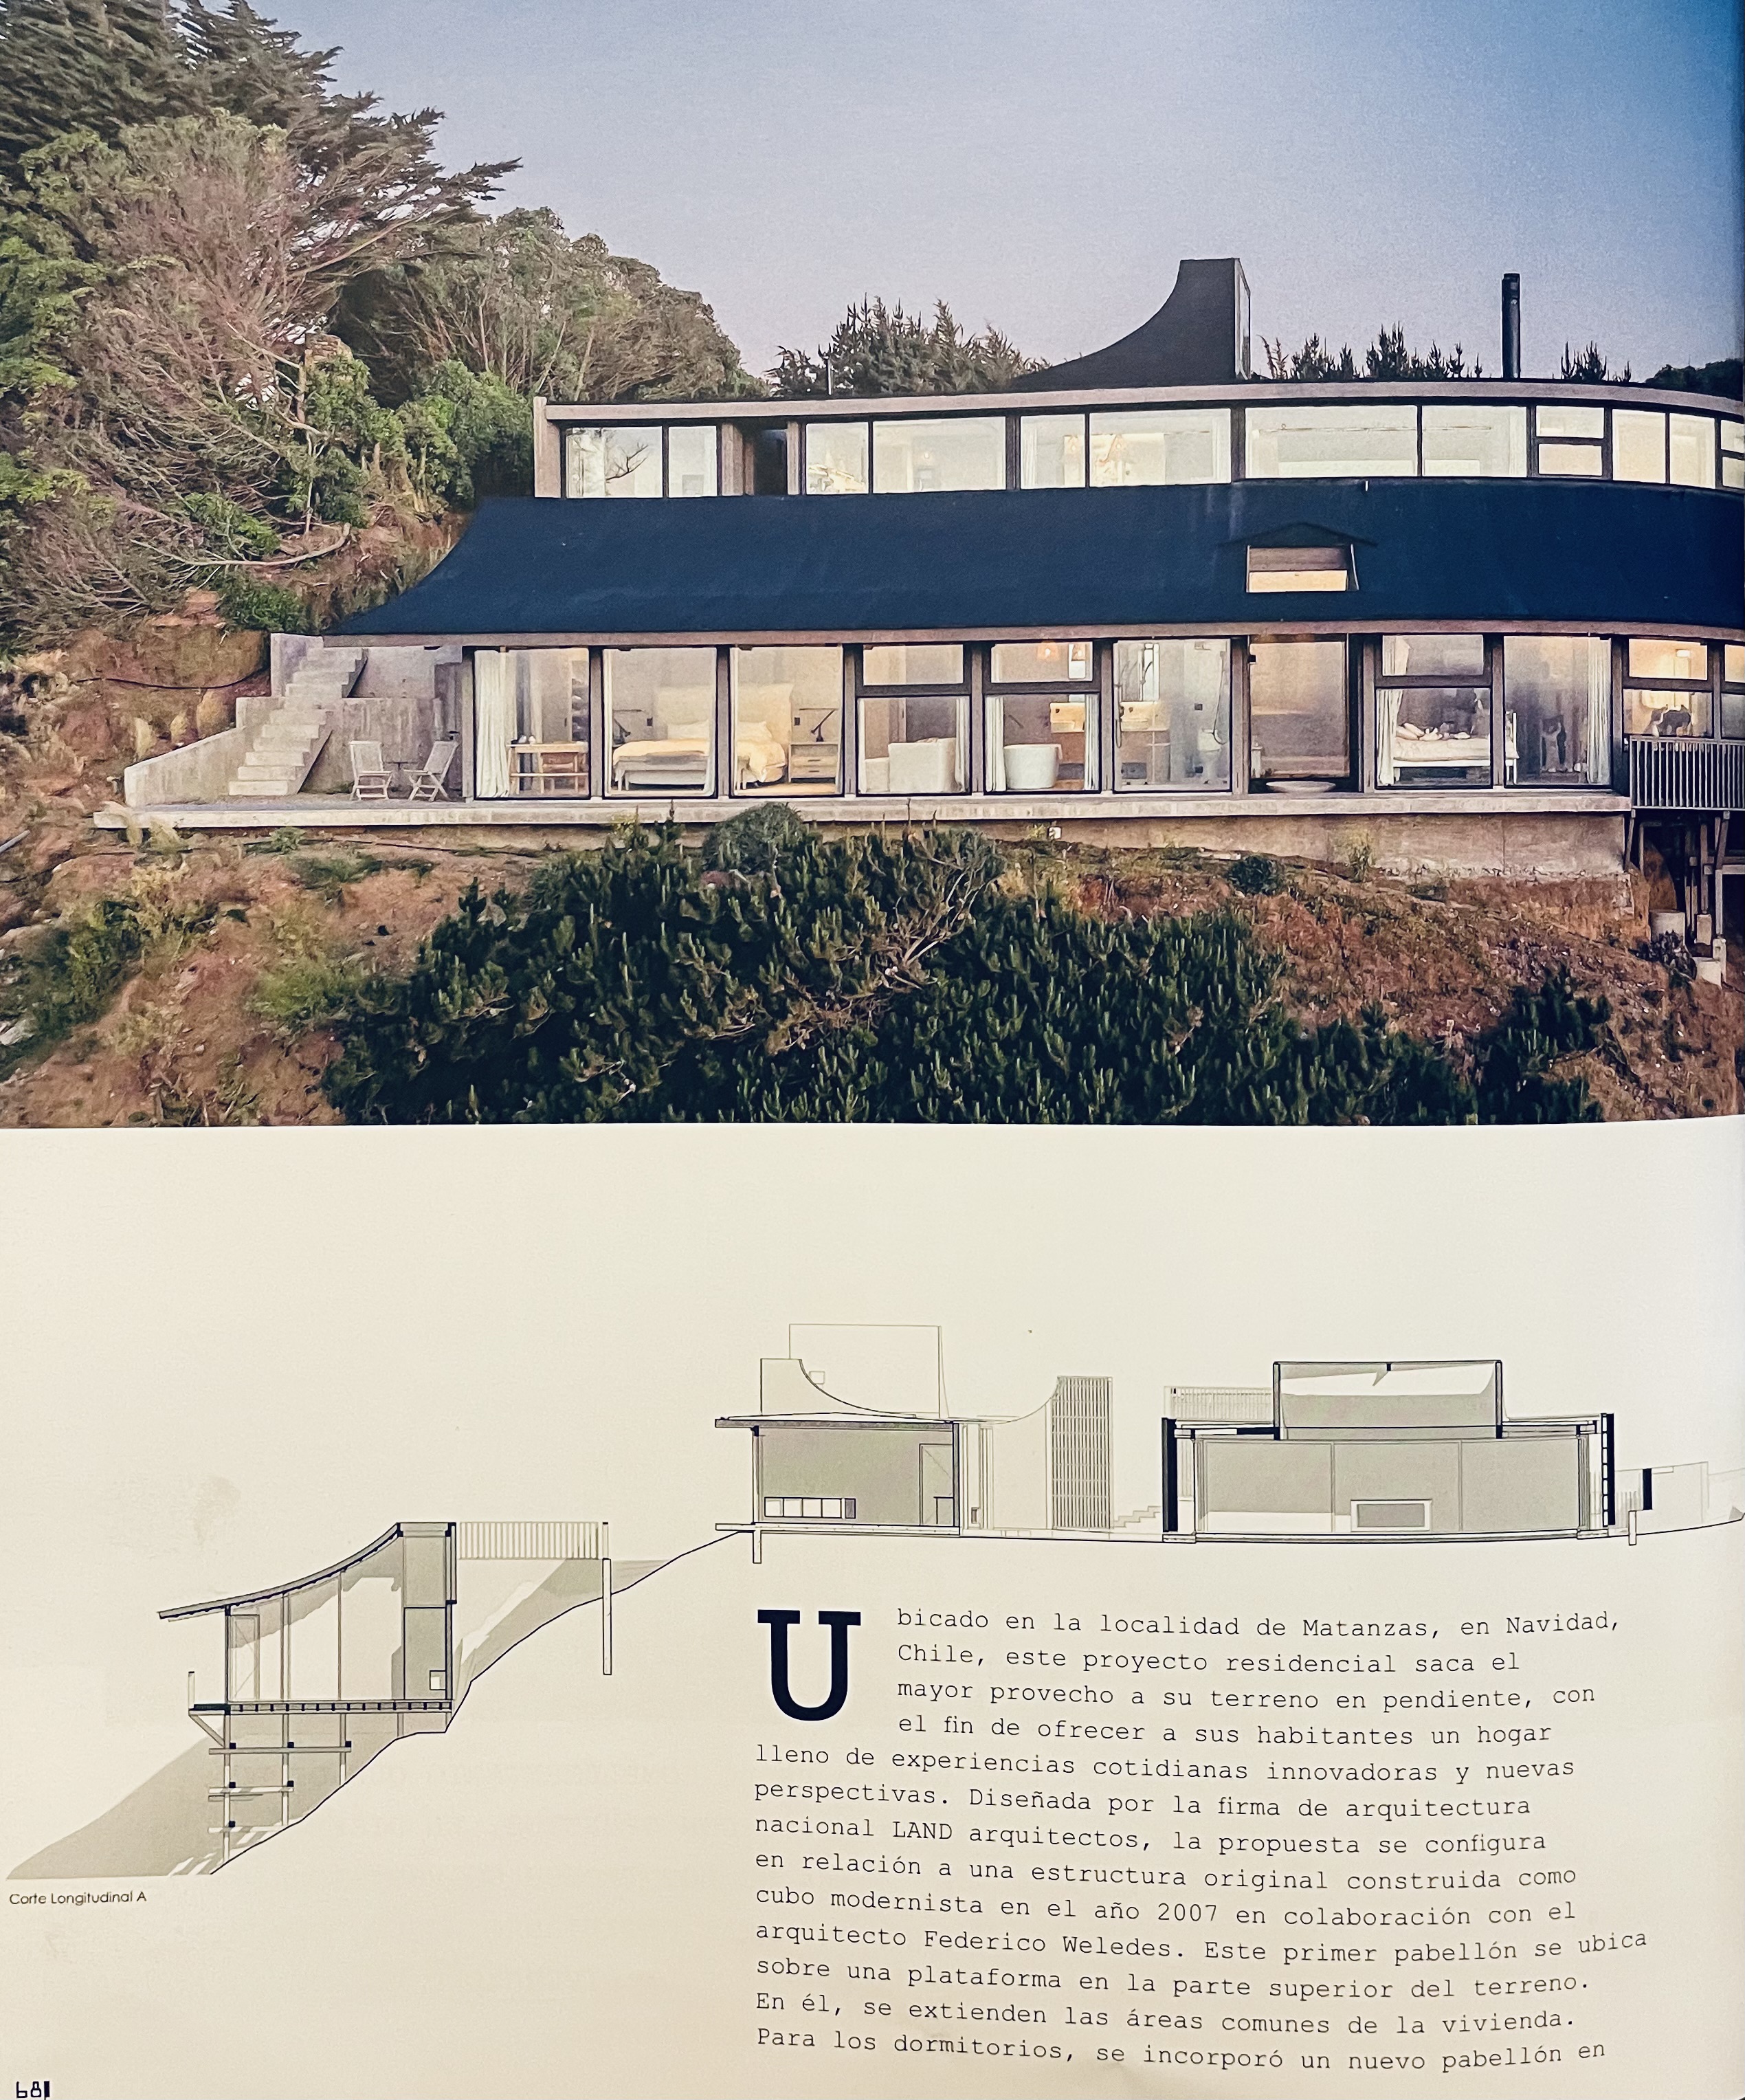 Corte Longitudinal A
Ubicado en la localidad de Matanzas, en Navidad,
Chile, este proyecto residencial saca el
mayor provecho a su terreno en pendiente, con
el fin de ofrecer a sus habitantes un hogar
lleno de experiencias cotidianas innovadoras y nuevas
perspectivas. Diseñada por la firma de arquitectura
nacional LAND arquitectos, la propuesta se configura
en relación a una estructura original construida como
cubo modernista en el año 2007 en colaboración con el
arquitecto Federico Weledes. Este primer pabellón se ubica
sobre una plataforma en la parte superior del terreno.
En él, se extienden las áreas comunes de la vivienda.
Para los dormitorios, se incorporó un nuevo pabellón en
68